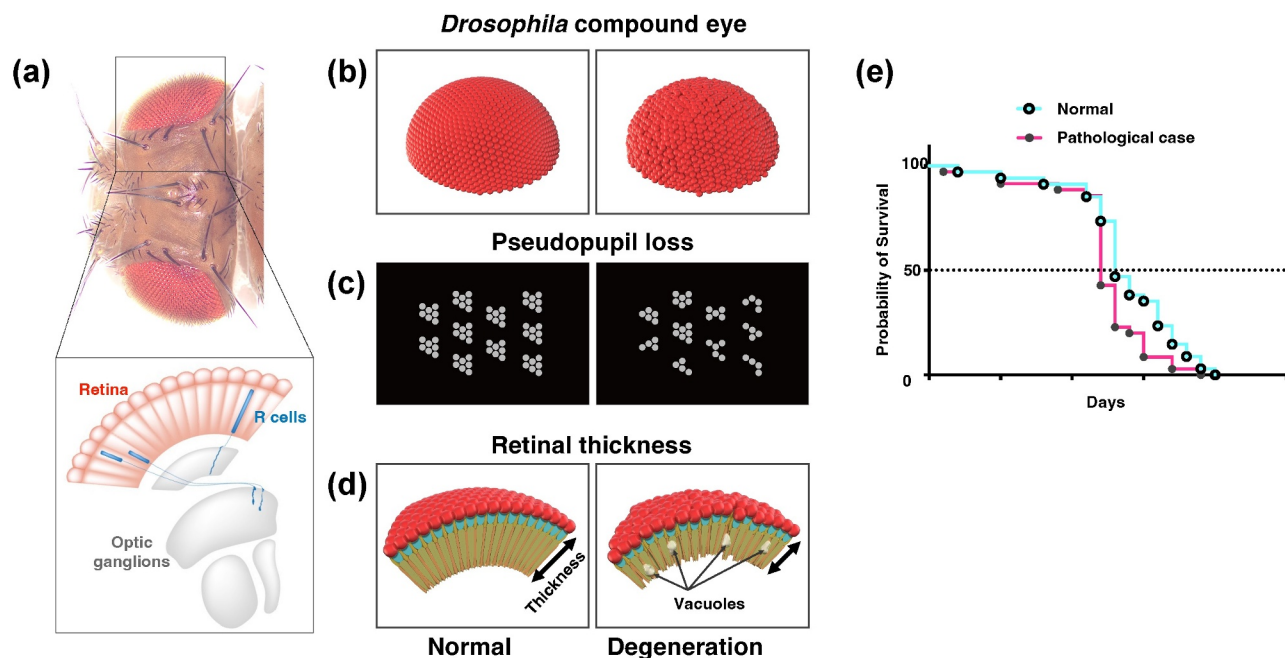 Drosophila compound eye
(a)
(b)
(e)
Normal
Pathological case
100
50
0
Probability of Survival
Days
Pseudopupil loss
(c)
Retina
R cells
Optic
ganglions
Retinal thickness
(d)
Thickness
Vacuoles
Normal
Degeneration